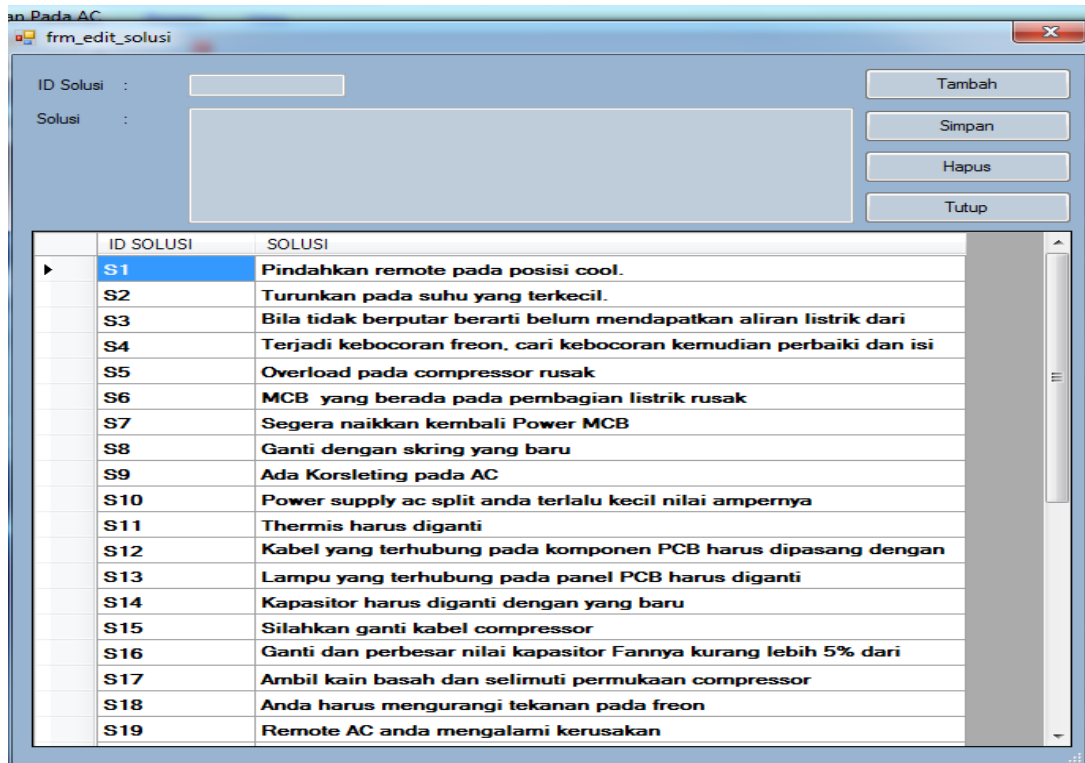 an Pada AC
frm_edit_solusi
ID Solusi :
Tambah
Solusi :
Simpan
Hapus
Tutup
ID SOLUSI SOLUSI
S1 Pindahkan remote pada posisi cool.
S2 Turunkan pada suhu yang terkecil.
S3 Bila tidak berputar berarti belum mendapatkan aliran listrik dari
S4 Terjadi kebocoran freon, cari kebocoran kemudian perbaiki dan isi
S5 Overload pada compressor rusak
S6 MCB yang berada pada pembagian listrik rusak
S7 Segera naikkan kembali Power MCB
S8 Ganti dengan skring yang baru
S9 Ada Korsleting pada AC
S10 Power supply ac split anda terlalu kecil nilai ampernya
S11 Thermis harus diganti
S12 Kabel yang terhubung pada komponen PCB harus dipasang dengan
S13 Lampu yang terhubung pada panel PCB harus diganti
S14 Kapasitor harus diganti dengan yang baru
S15 Silahkan ganti kabel compressor
S16 Ganti dan perbesar nilai kapasitor Fannya kurang lebih 5% dari
S17 Ambil kain basah dan selimuti permukaan compressor
S18 Anda harus mengurangi tekanan pada freon
S19 Remote AC anda mengalami kerusakan